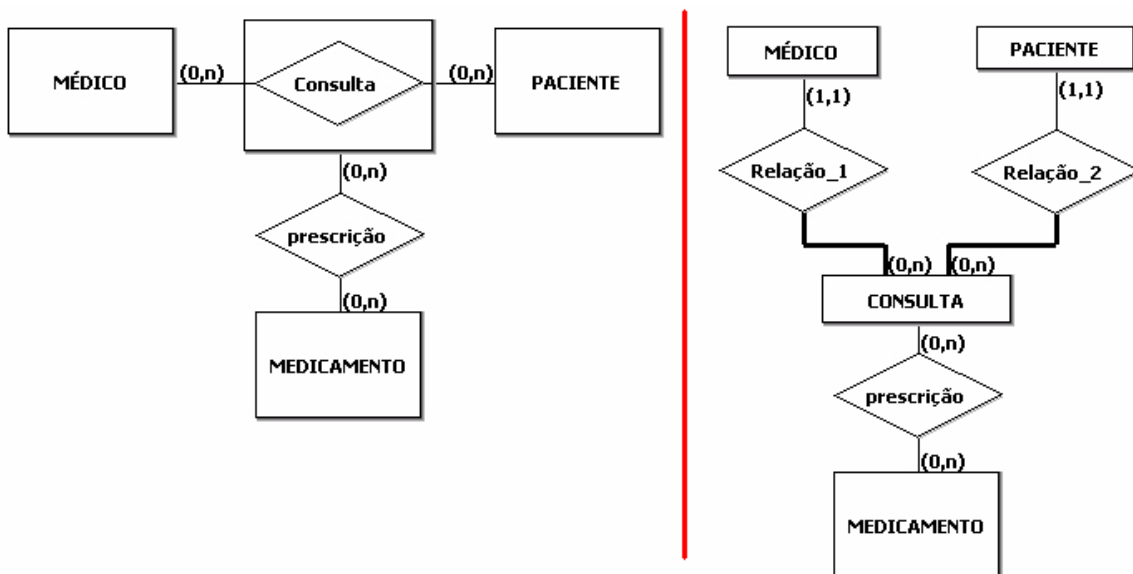 MÉDICO
(0,n)
Consulta
(0,n)
PACIENTE
(0,n)
prescrição
(0,n)
MEDICAMENTO
MÉDICO
PACIENTE
(1,1)
(1,1)
Relação_1
Relação_2
(0,n)
(0,n)
CONSULTA
(0,n)
prescrição
(0,n)
MEDICAMENTO